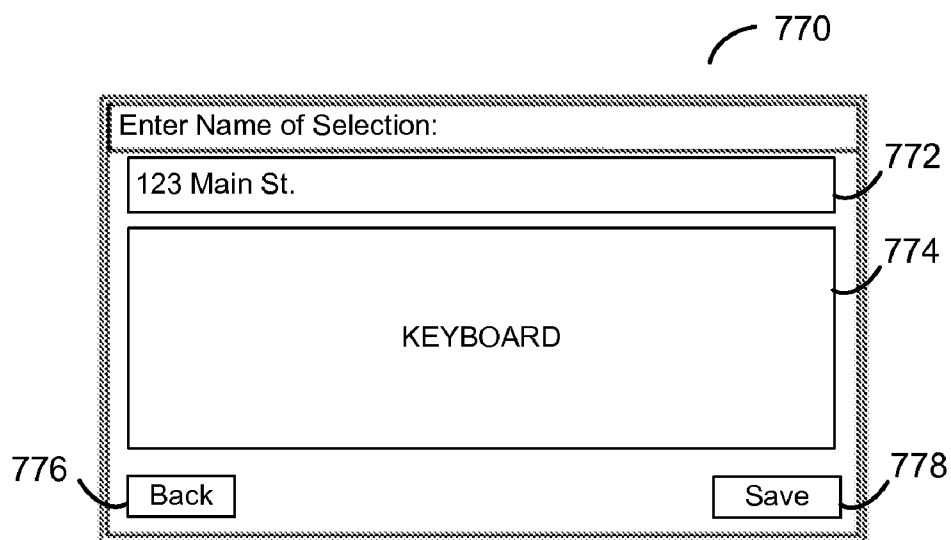 770
Enter Name of Selection:
772
123 Main St.
774
KEYBOARD
776
Back
Save
778